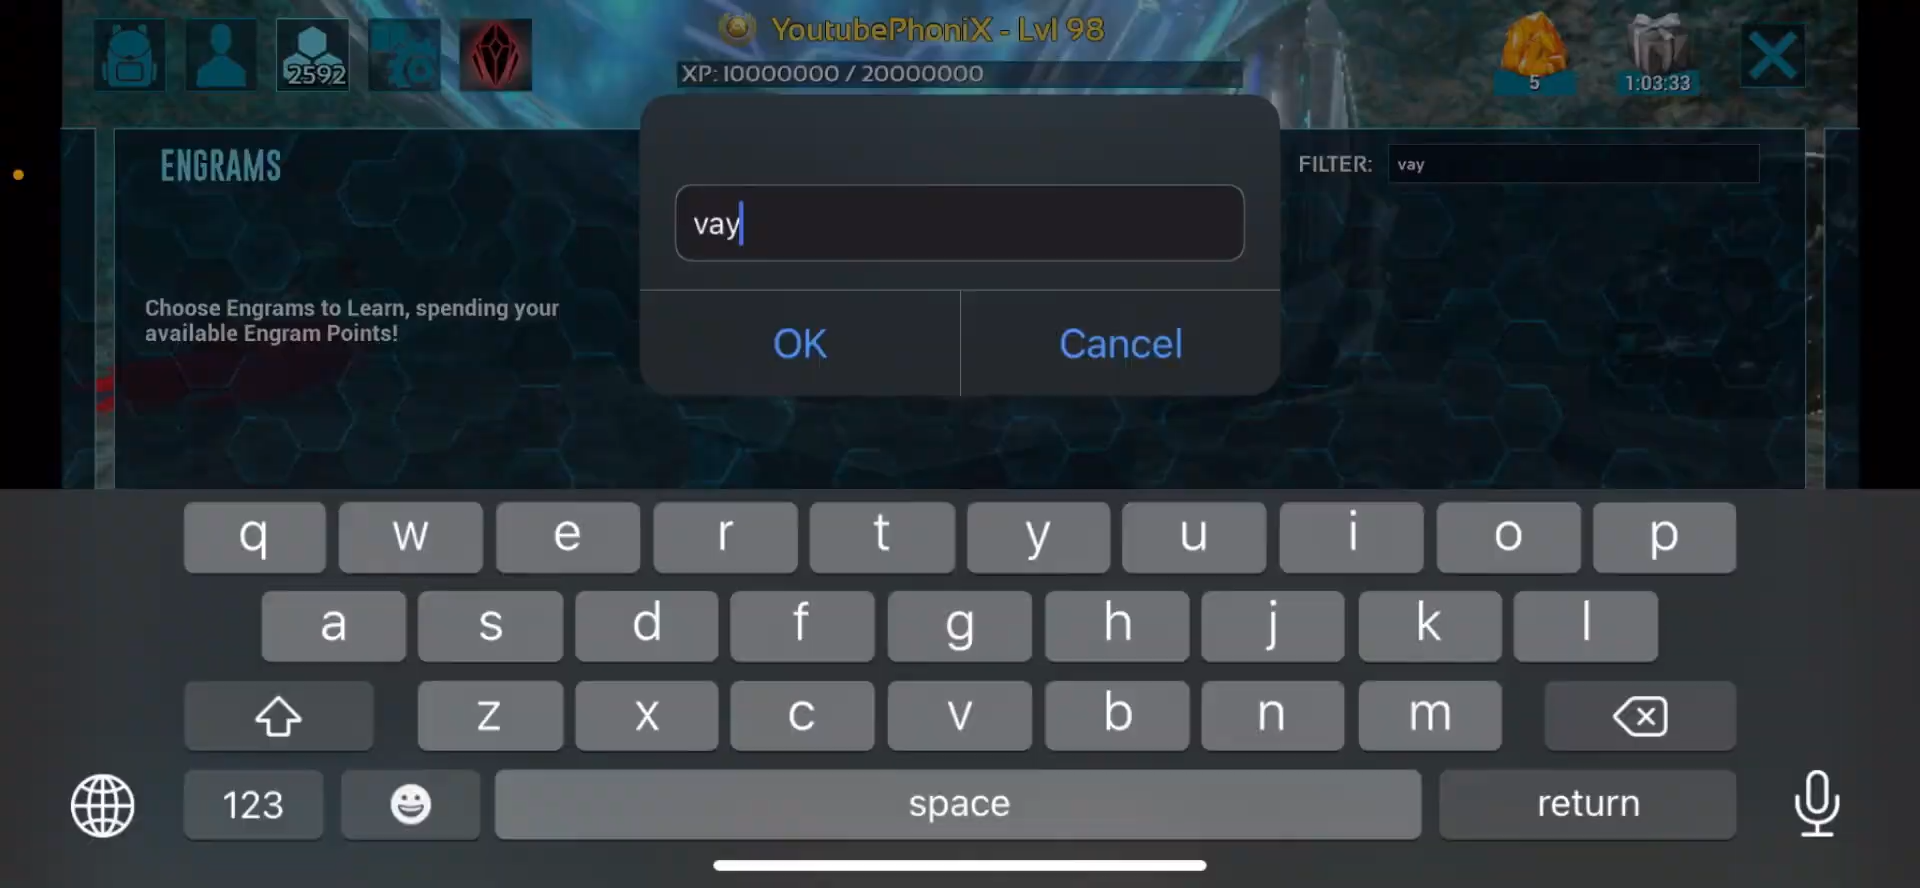 YoutubePhoniX - Lvl 98
2592
XP: 10000000 / 20000000
5
1:03:33
ENGRAMS
FILTER:
vay
vay
Choose Engrams to Learn, spending your
available Engram Points!
OK
Cancel
q w e r t y u i o p
a s d f g h j k l
z x c v b n m
123
space
return